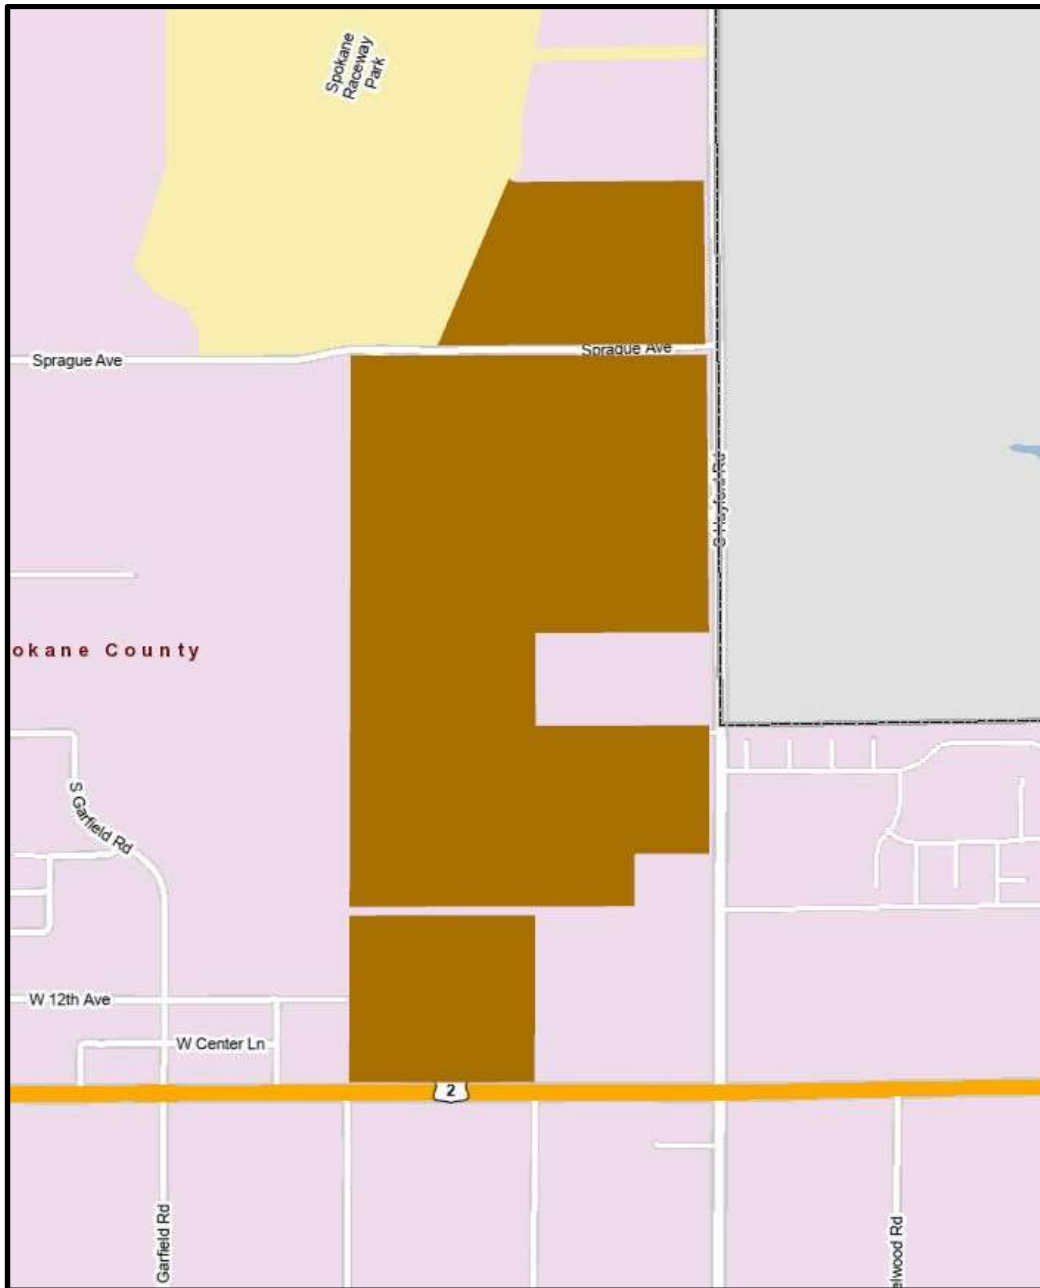 Spokane
Raceway
Park
Sprague Ave
Sprague Ave
S Hayford Rd
okane County
S Garfield Rd
W 12th Ave
W Center Ln
2
Garfield Rd
elwood Rd